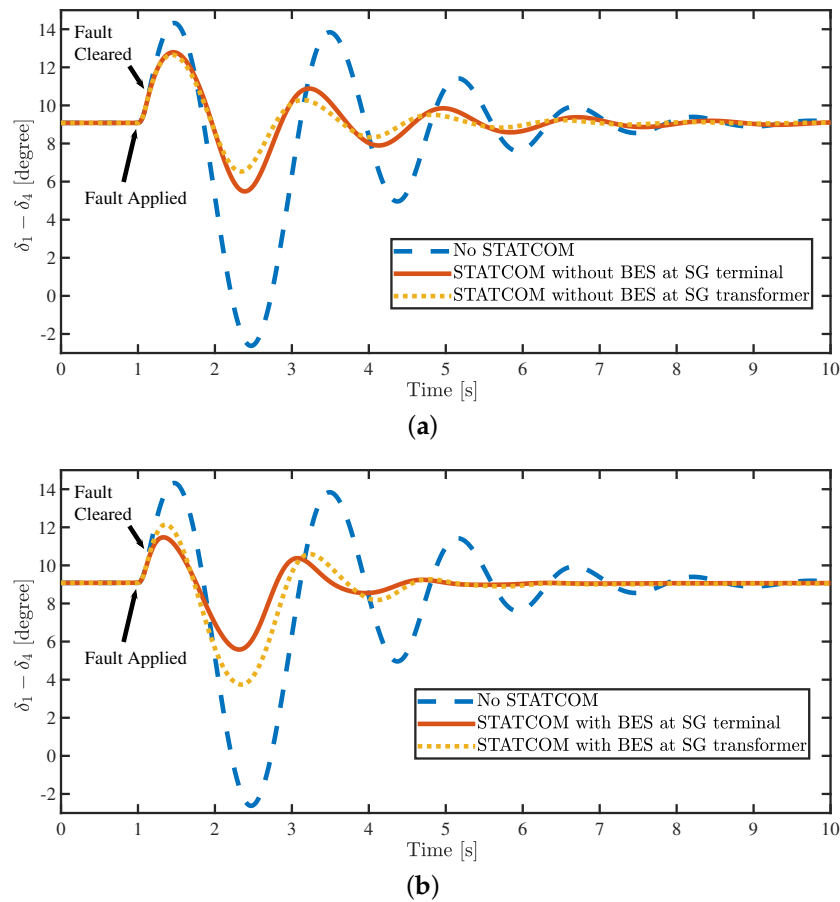 14
12
10
8
6
4
2
0
-2
δ₁ − δ₄ [degree]
Fault
Cleared
Fault Applied
No STATCOM
STATCOM without BES at SG terminal
STATCOM without BES at SG transformer
0 1 2 3 4 5 6 7 8 9 10
Time [s]
(a)
14
12
10
8
6
4
2
0
-2
δ₁ − δ₄ [degree]
Fault
Cleared
Fault Applied
No STATCOM
STATCOM with BES at SG terminal
STATCOM with BES at SG transformer
0 1 2 3 4 5 6 7 8 9 10
Time [s]
(b)